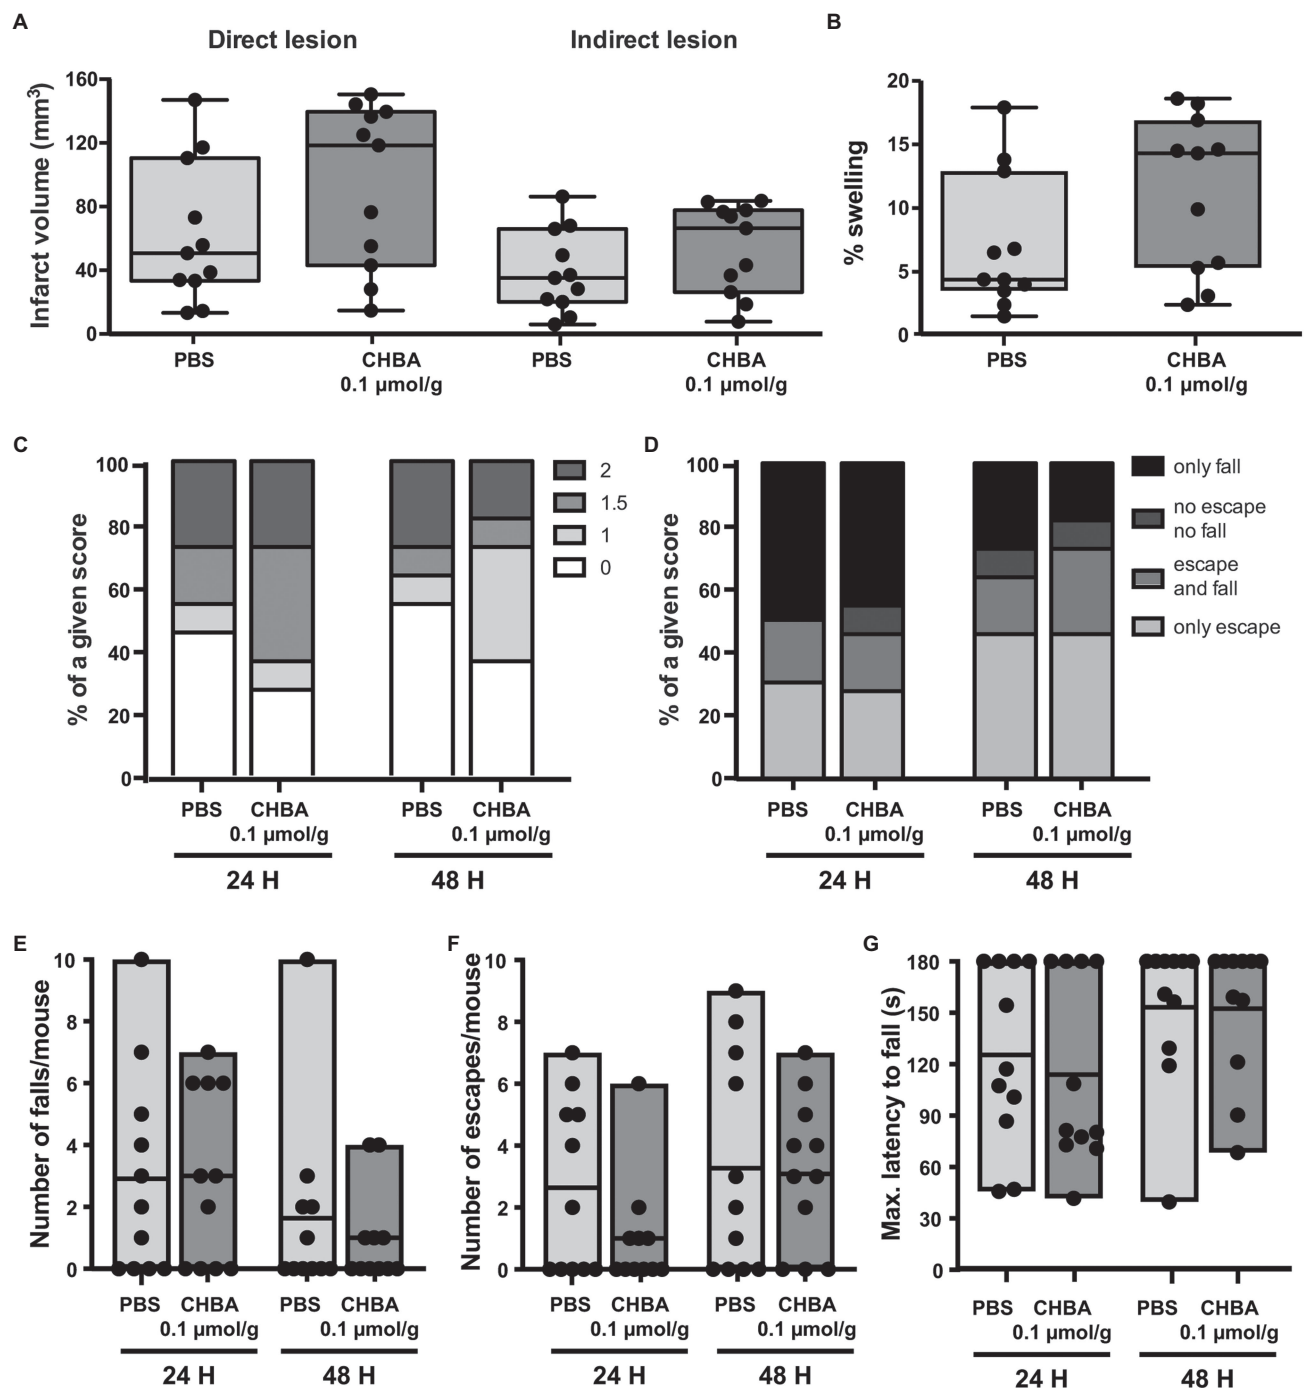 A
Direct lesion
Indirect lesion
Infarct volume (mm³)
160
120
80
40
0
PBS
CHBA
0.1 µmol/g
PBS
CHBA
0.1 µmol/g
B
% swelling
20
15
10
5
0
PBS
CHBA
0.1 µmol/g
C
% of a given score
100
80
60
40
20
0
2
1.5
1
0
PBS
CHBA
0.1 µmol/g
PBS
CHBA
0.1 µmol/g
24 H
48 H
D
% of a given score
100
80
60
40
20
0
only fall
no escape
no fall
escape
and fall
only escape
PBS
CHBA
0.1 µmol/g
PBS
CHBA
0.1 µmol/g
24 H
48 H
E
Number of falls/mouse
10
8
6
4
2
0
PBS
CHBA
0.1 µmol/g
PBS
CHBA
0.1 µmol/g
24 H
48 H
F
Number of escapes/mouse
10
8
6
4
2
0
PBS
CHBA
0.1 µmol/g
PBS
CHBA
0.1 µmol/g
24 H
48 H
G
Max. latency to fall (s)
180
150
120
90
60
30
0
PBS
CHBA
0.1 µmol/g
PBS
CHBA
0.1 µmol/g
24 H
48 H